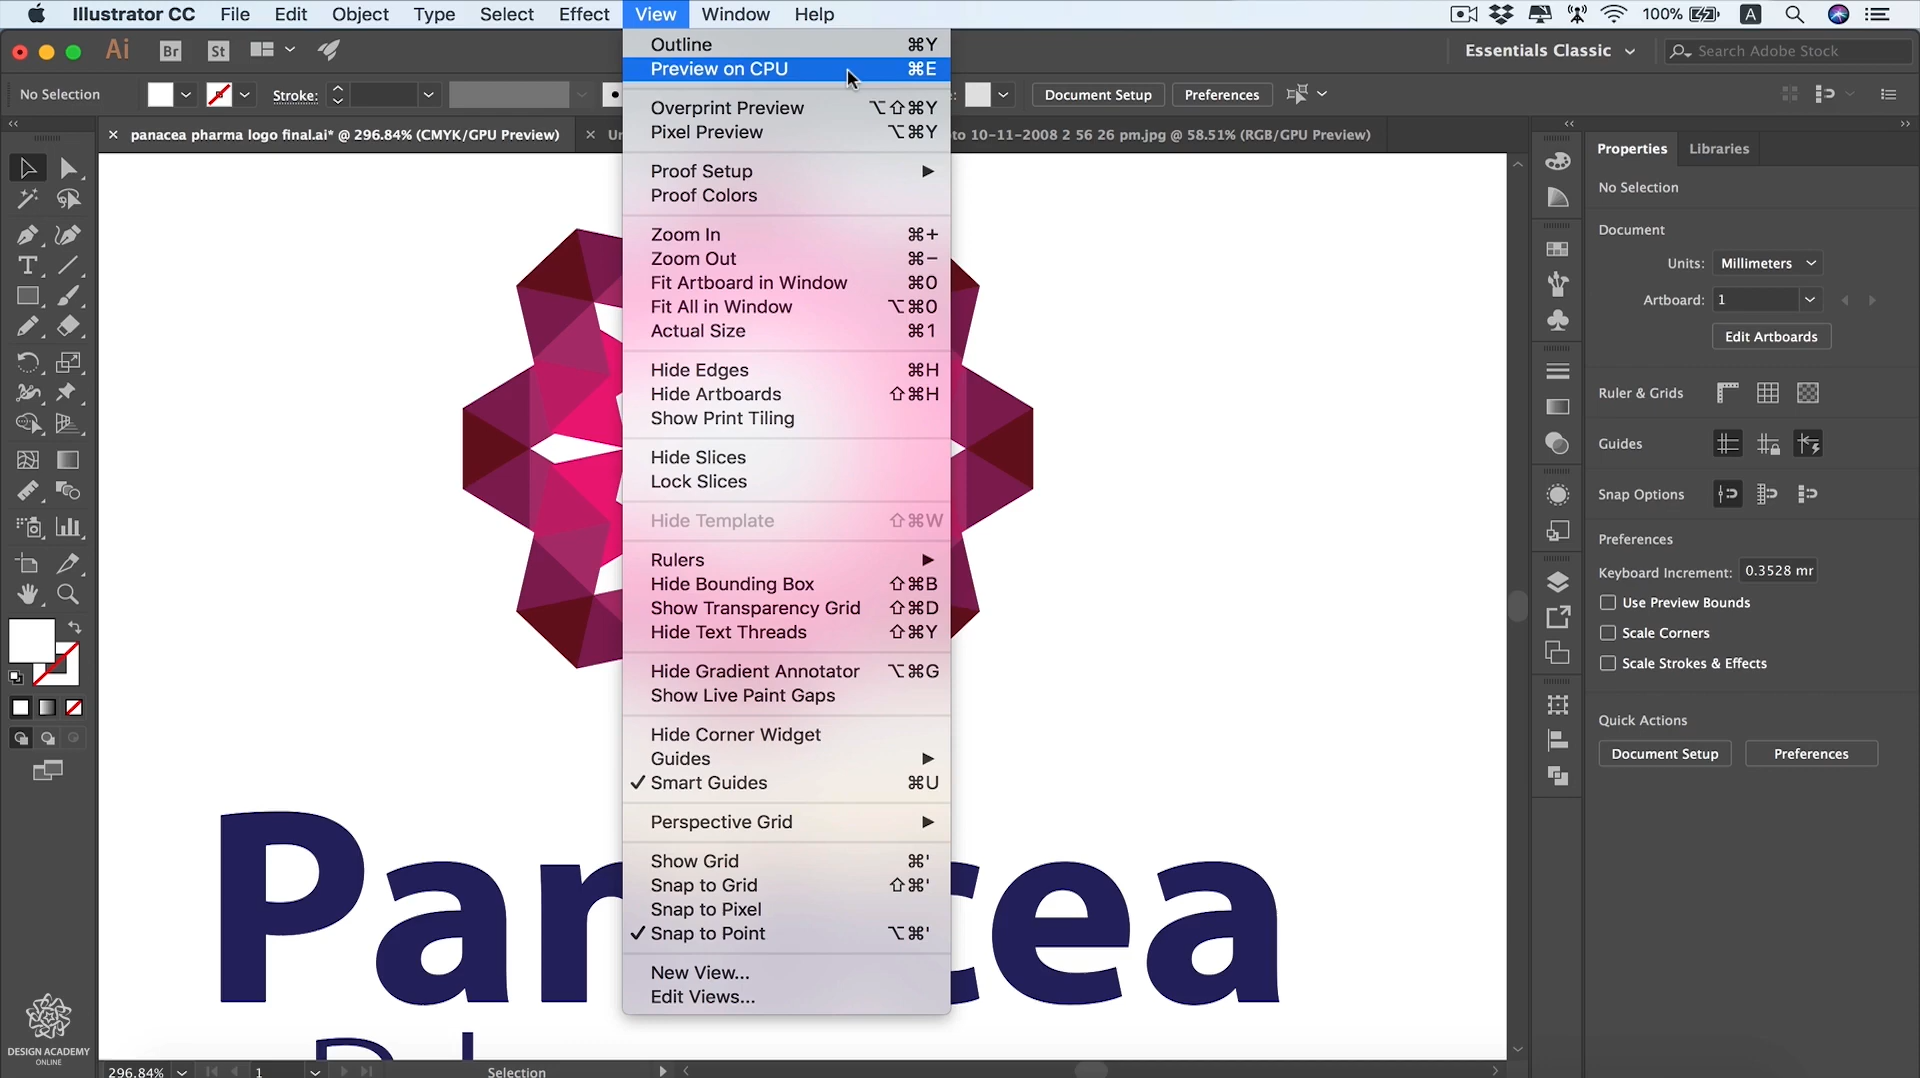 Illustrator CC File Edit Object Type Select Effect View Window Help 100% A
Ai Br St Essentials Classic Search Adobe Stock
No Selection Stroke: Document Setup Preferences
× panacea pharma logo final.ai* @ 296.84% (CMYK/GPU Preview) × to 10-11-2008 2 56 26 pm.jpg @ 58.51% (RGB/GPU Preview)
Outline ⌘Y
Preview on CPU ⌘E
Overprint Preview ⌥⇧⌘Y
Pixel Preview ⌥⌘Y
Proof Setup ▶
Proof Colors
Zoom In ⌘+
Zoom Out ⌘−
Fit Artboard in Window ⌘0
Fit All in Window ⌥⌘0
Actual Size ⌘1
Hide Edges ⌘H
Hide Artboards ⇧⌘H
Show Print Tiling
Hide Slices
Lock Slices
Hide Template ⇧⌘W
Rulers ▶
Hide Bounding Box ⇧⌘B
Show Transparency Grid ⇧⌘D
Hide Text Threads ⇧⌘Y
Hide Gradient Annotator ⌥⌘G
Show Live Paint Gaps
Hide Corner Widget
Guides ▶
✓ Smart Guides ⌘U
Perspective Grid ▶
Show Grid ⌘'
Snap to Grid ⇧⌘'
Snap to Pixel
✓ Snap to Point ⌥⌘'
New View...
Edit Views...
Properties Libraries
No Selection
Document
Units: Millimeters
Artboard: 1
Edit Artboards
Ruler & Grids
Guides
Snap Options
Preferences
Keyboard Increment: 0.3528 mr
Use Preview Bounds
Scale Corners
Scale Strokes & Effects
Quick Actions
Document Setup Preferences
DESIGN ACADEMY
ONLINE
296.84% 1 Selection